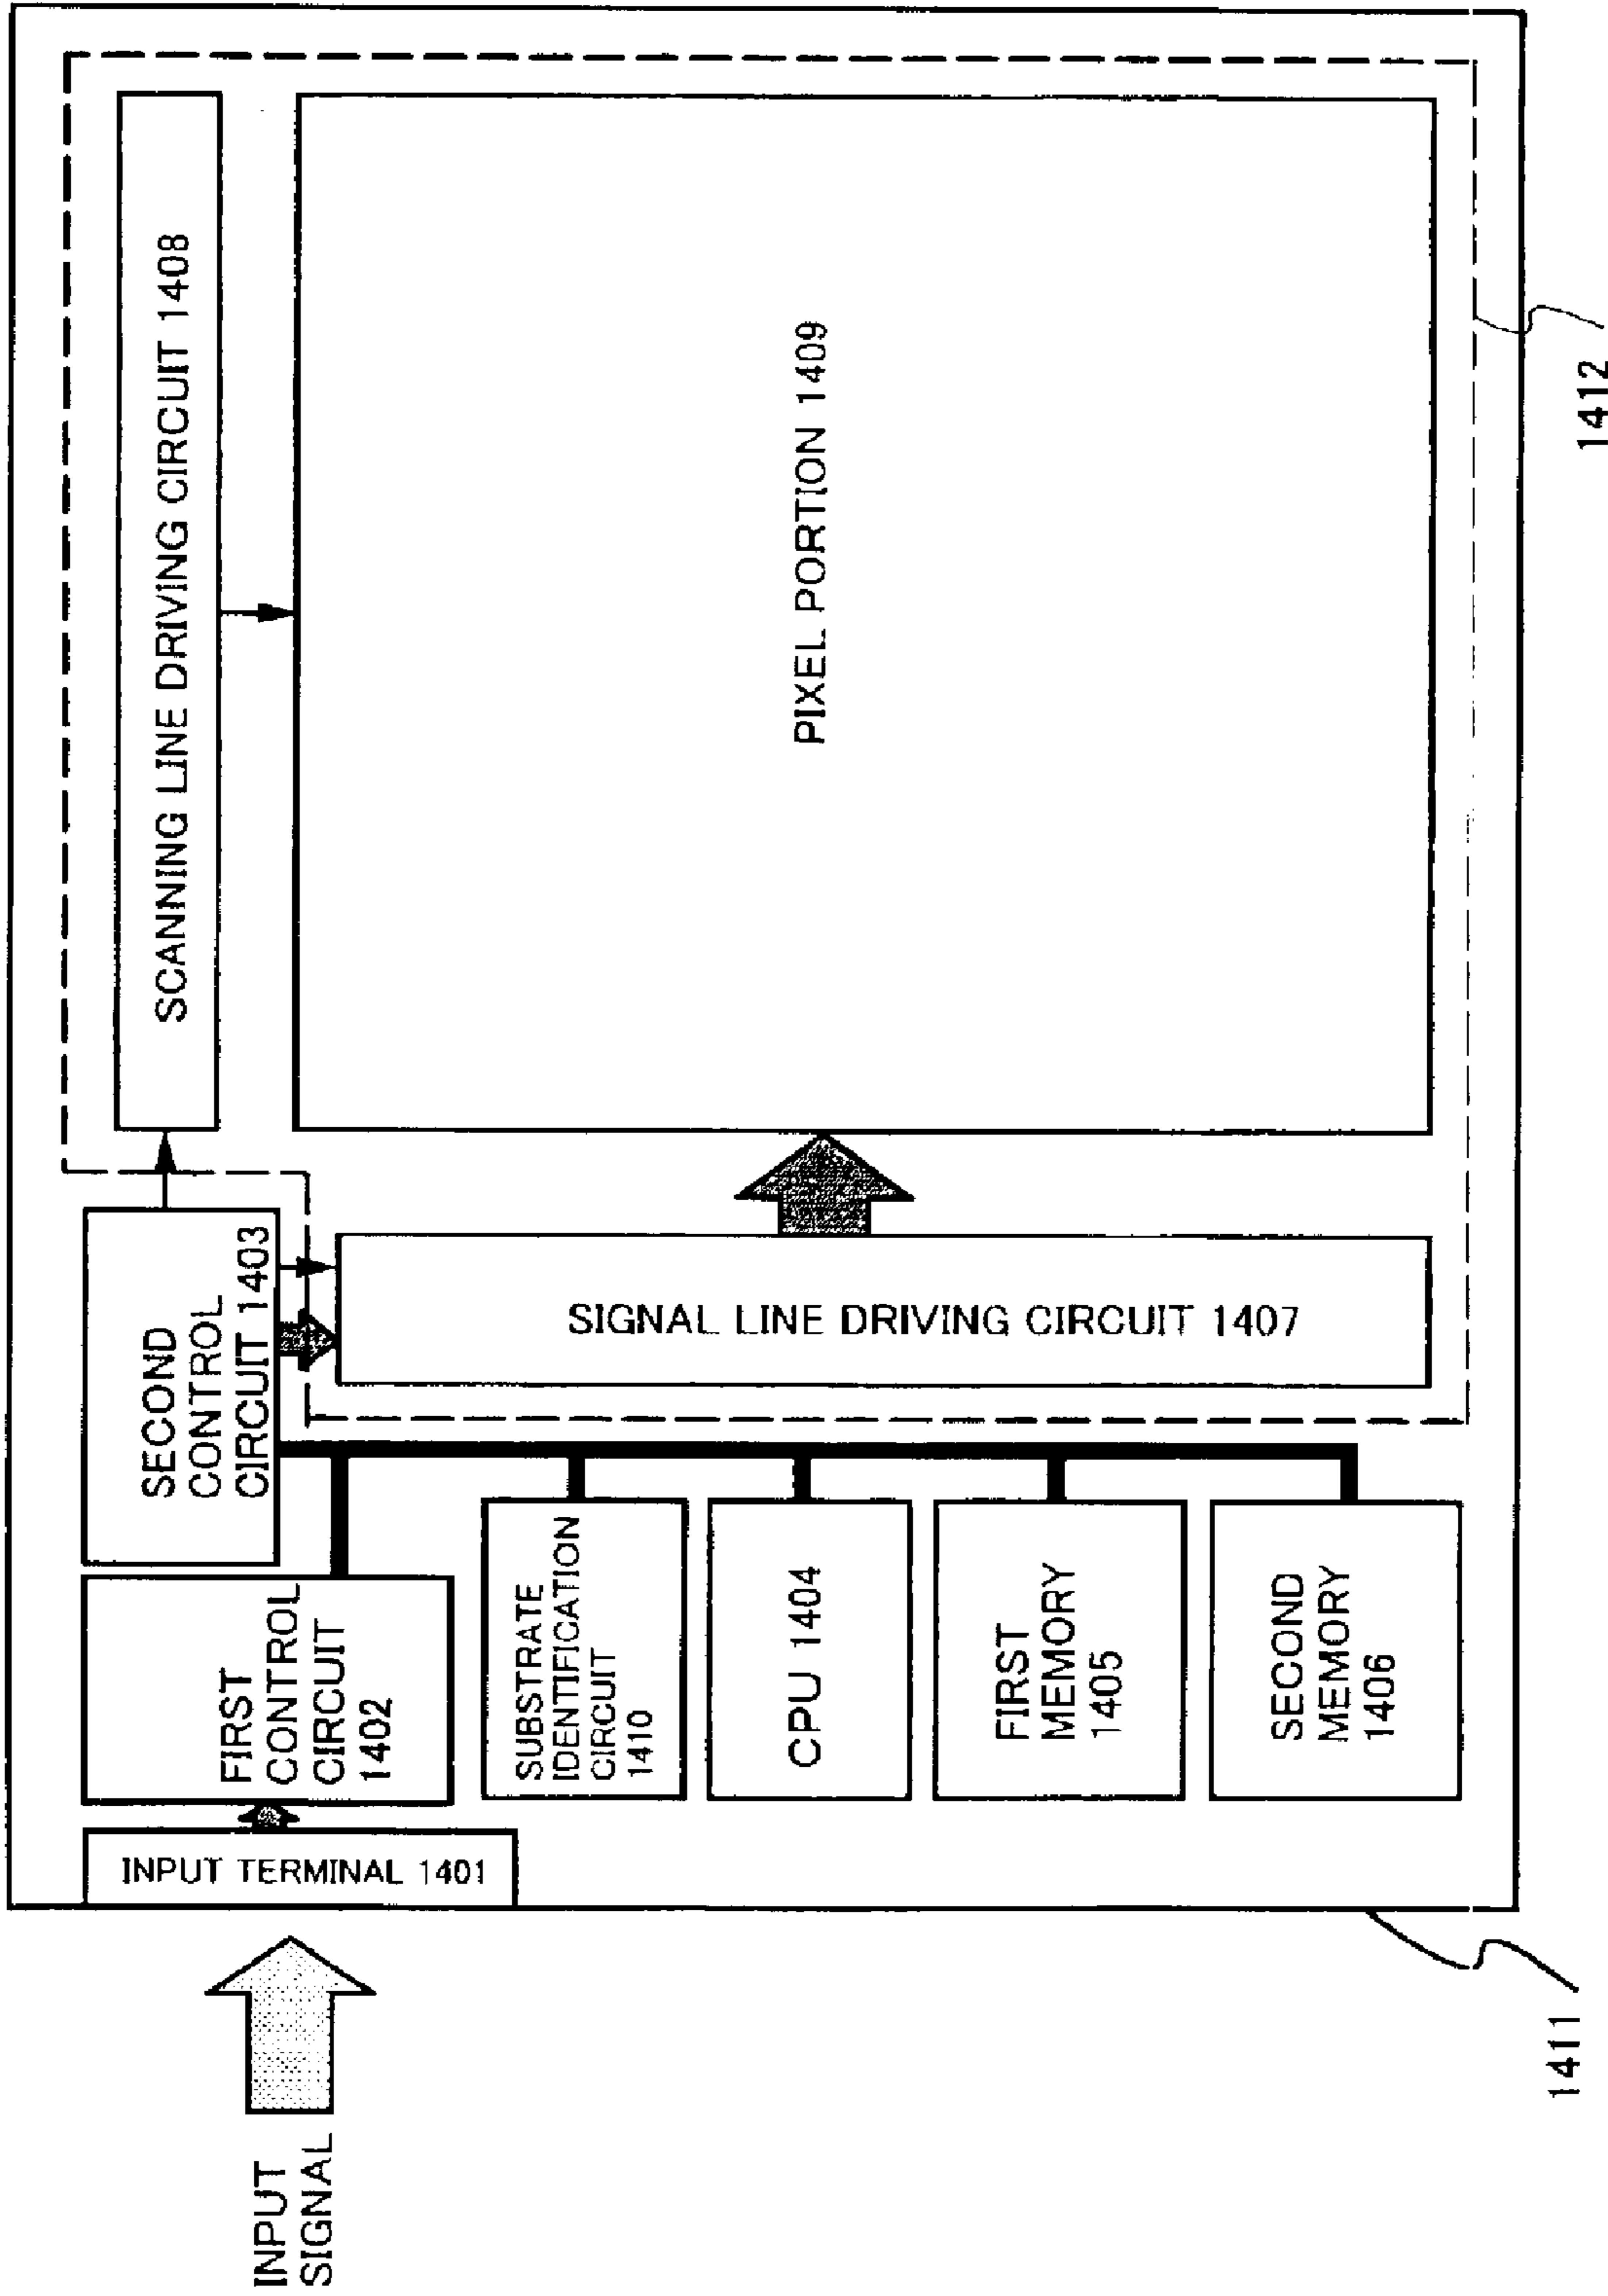 INPUT
SIGNAL
INPUT TERMINAL 1401
FIRST
CONTROL
CIRCUIT
1402
SECOND
CONTROL
CIRCUIT 1403
SCANNING LINE DRIVING CIRCUIT 1408
SUBSTRATE
IDENTIFICATION
CIRCUIT
1410
CPU 1404
FIRST
MEMORY
1405
SECOND
MEMORY
1406
SIGNAL LINE DRIVING CIRCUIT 1407
PIXEL PORTION 1409
1411
1412